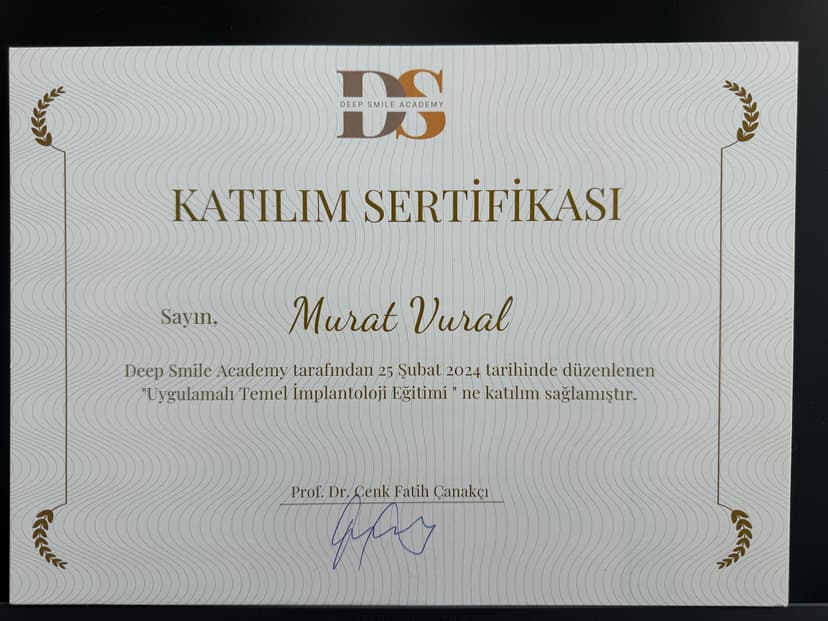 DS
DEEP SMILE ACADEMY
KATILIM SERTİFİKASI
Sayın, Murat Vural
Deep Smile Academy tarafından 25 Şubat 2024 tarihinde düzenlenen
"Uygulamalı Temel İmplantoloji Eğitimi " ne katılım sağlamıştır.
Prof. Dr. Cenk Fatih Çanakçı